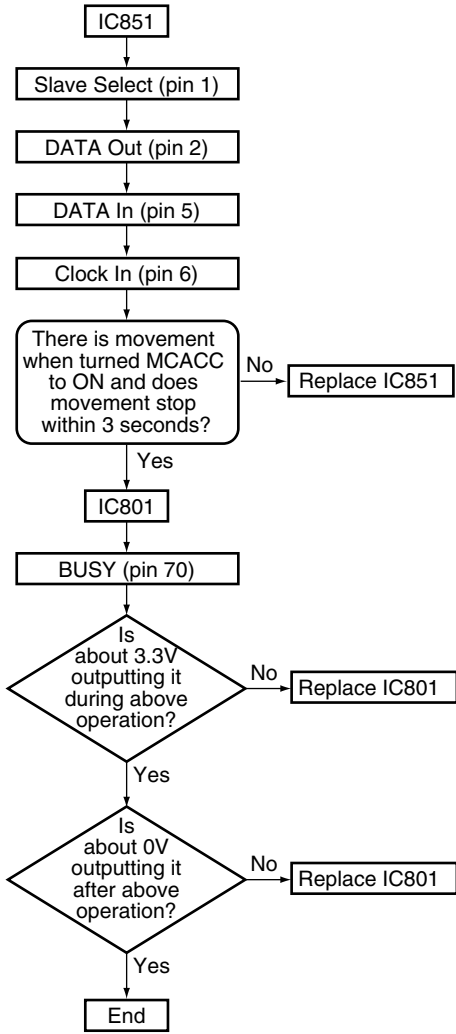 IC851
Slave Select (pin 1)
DATA Out (pin 2)
DATA In (pin 5)
Clock In (pin 6)
There is movement
when turned MCACC
to ON and does
movement stop
within 3 seconds?
No
Replace IC851
Yes
IC801
BUSY (pin 70)
Is
about 3.3V
outputting it
during above
operation?
No
Replace IC801
Yes
Is
about 0V
outputting it
after above
operation?
No
Replace IC801
Yes
End